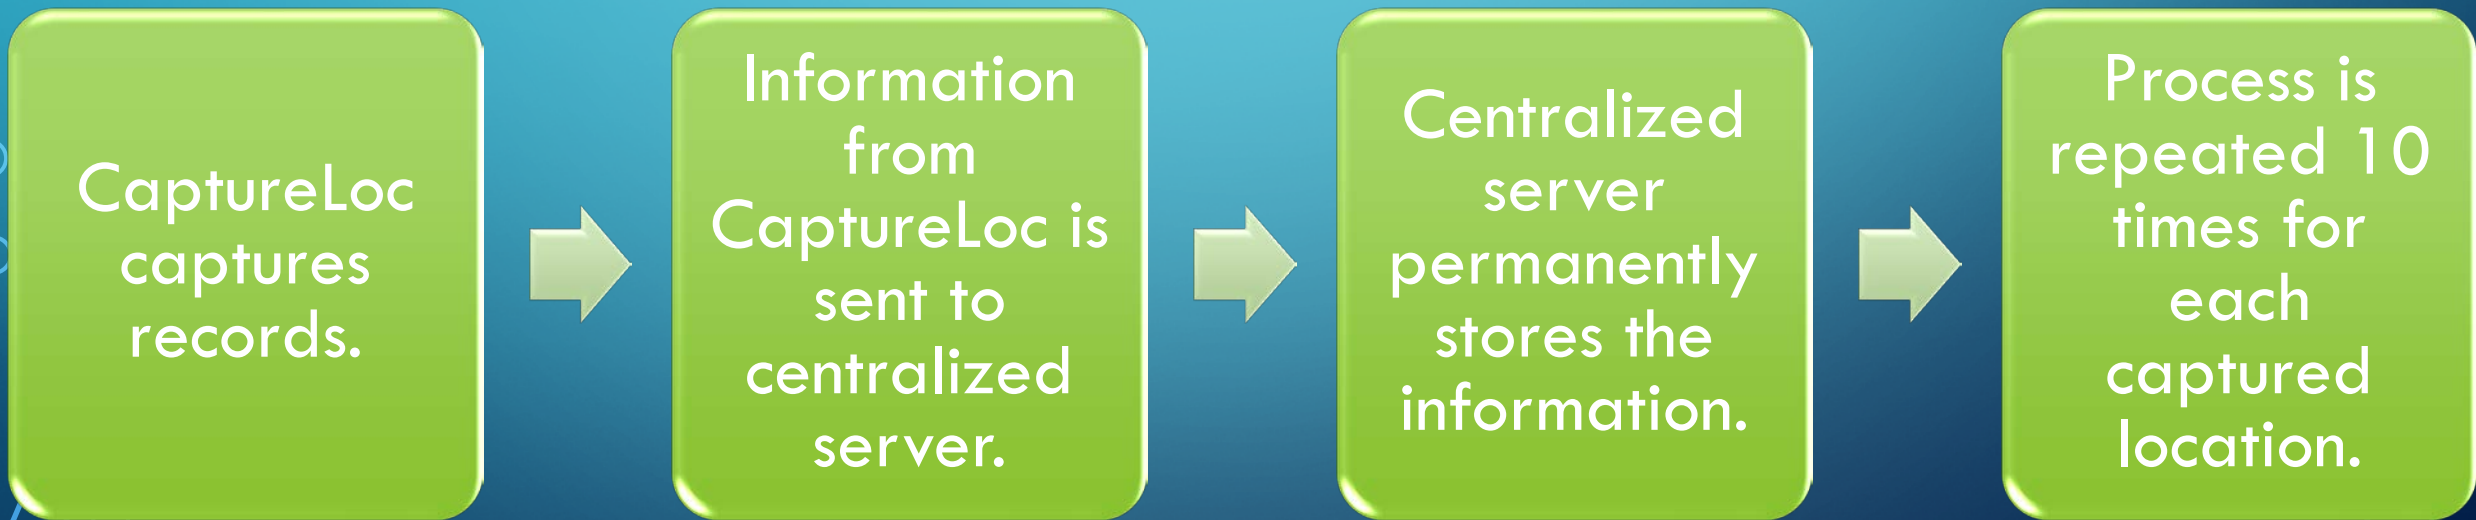 CaptureLoc
captures
records.
Information
from
CaptureLoc is
sent to
centralized
server.
Centralized
server
permanently
stores the
information.
Process is
repeated 10
times for
each
captured
location.